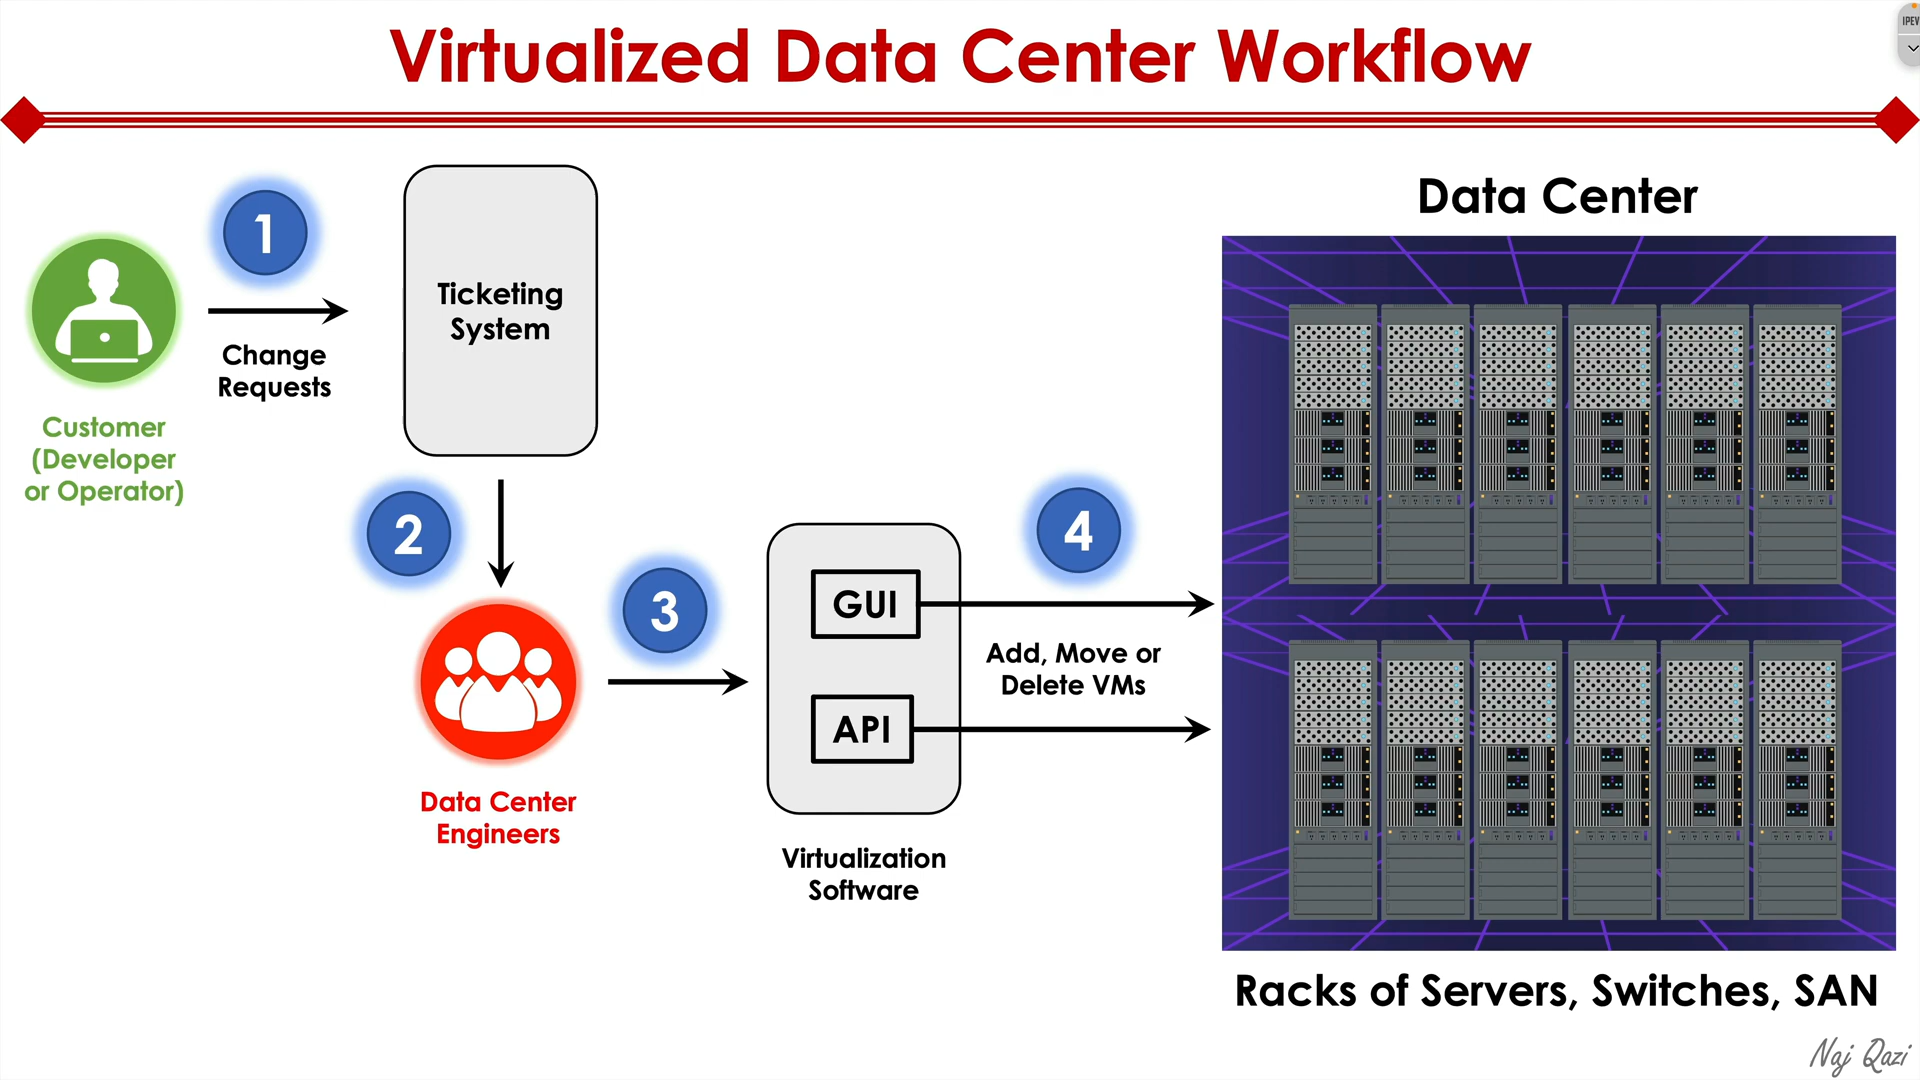 Virtualized Data Center Workflow
IPEV
1
Change
Requests
Customer
(Developer
or Operator)
Ticketing
System
2
Data Center
Engineers
3
GUI
API
Virtualization
Software
4
Add, Move or
Delete VMs
Data Center
Racks of Servers, Switches, SAN
Naj Qazi